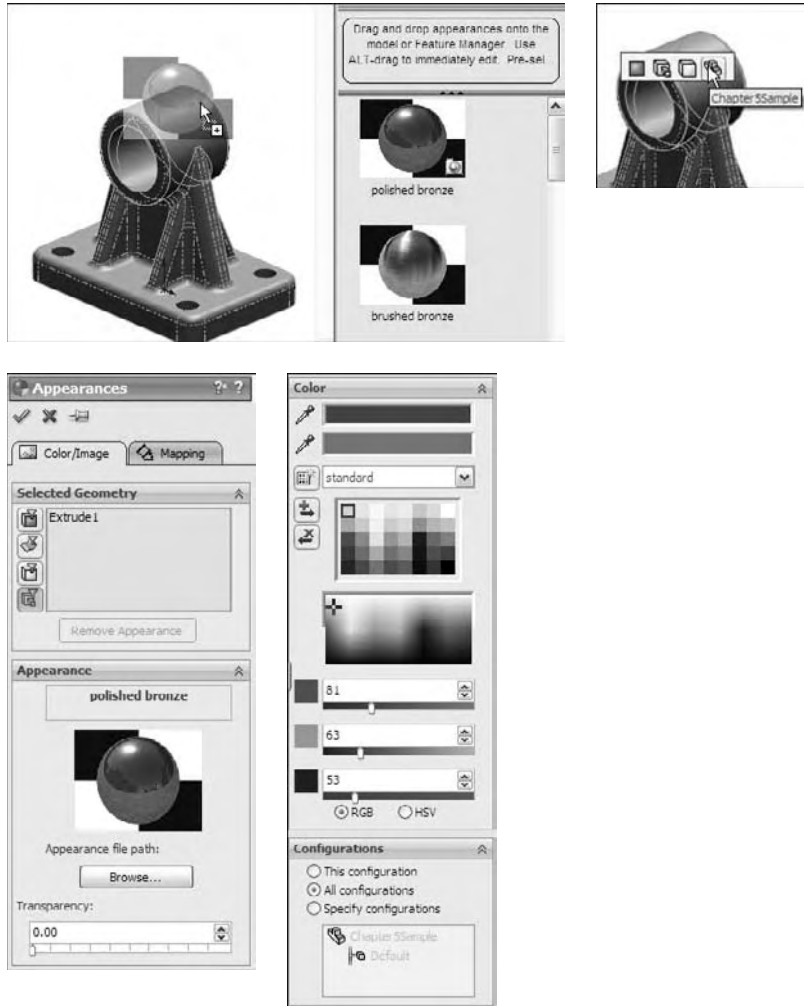 Drag and drop appearances onto the
model or Feature Manager. Use
ALT-drag to immediately edit. Pre-sel...
polished bronze
brushed bronze
Chapter5Sample
Appearances
Color/Image
Mapping
Selected Geometry
Extrude1
Remove Appearance
Appearance
polished bronze
Appearance file path:
Browse...
Transparency:
0.00
Color
standard
81
63
53
RGB
HSV
Configurations
This configuration
All configurations
Specify configurations
Chapter5Sample
Default